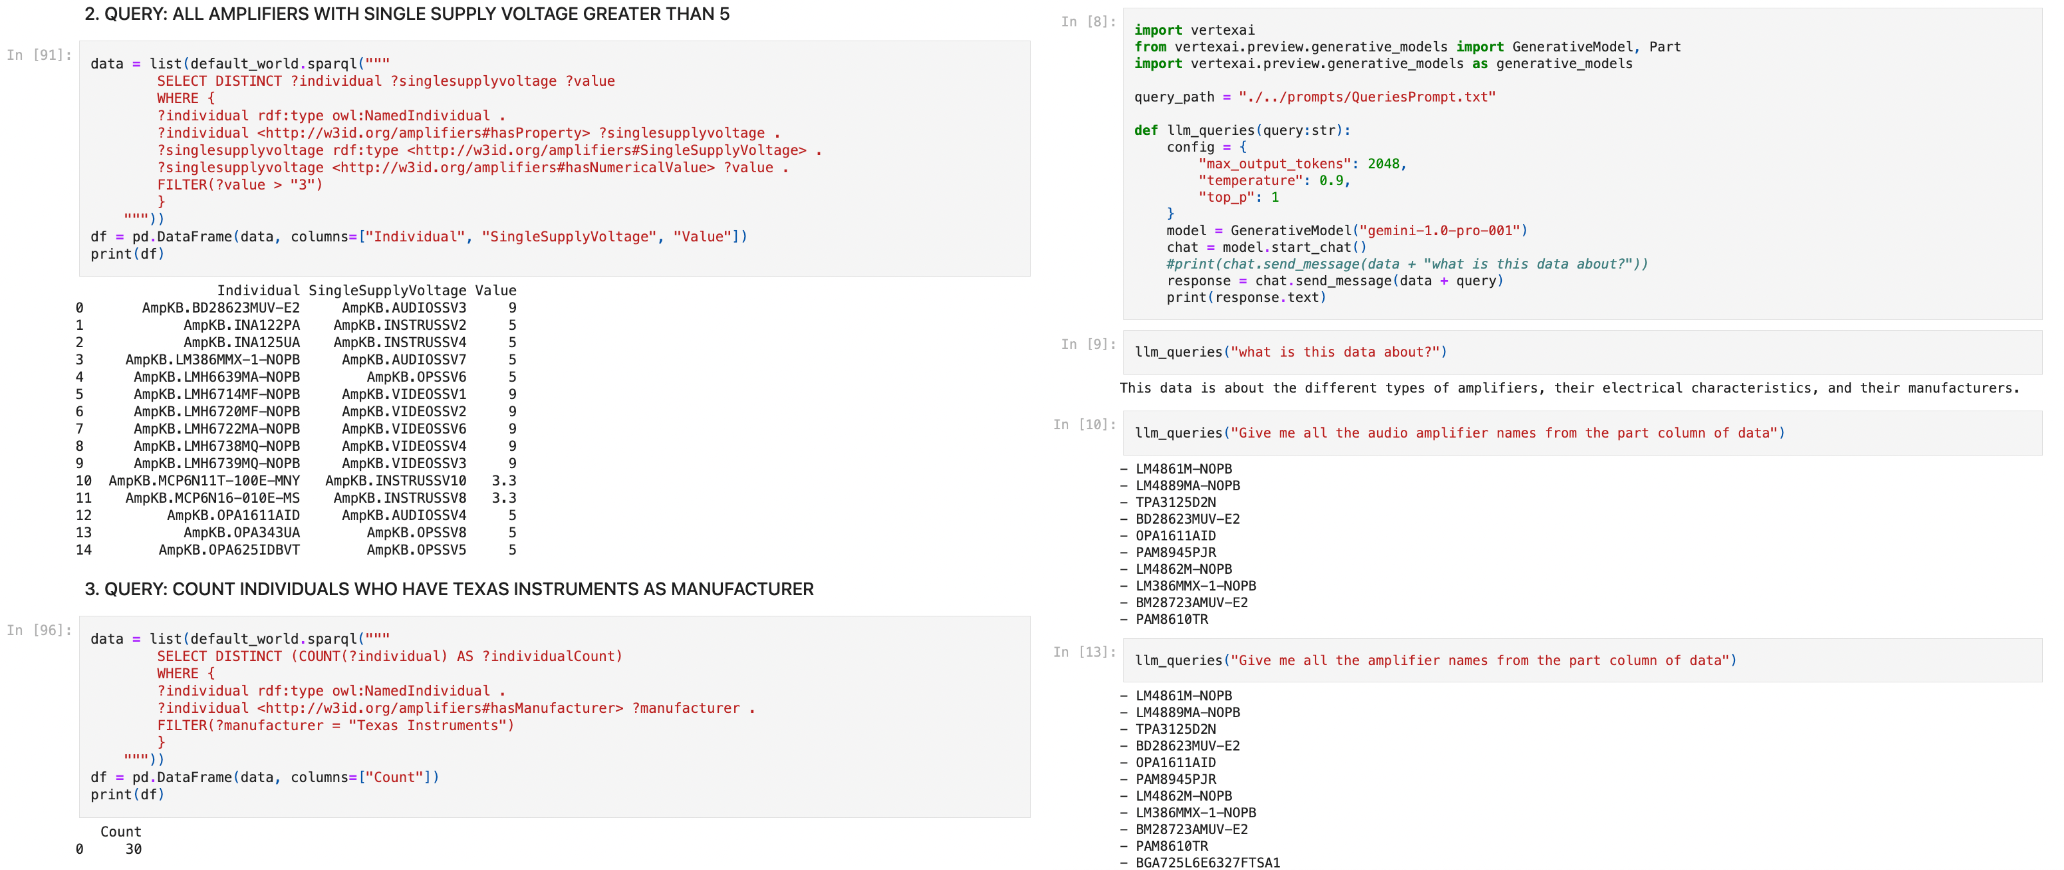 2. QUERY: ALL AMPLIFIERS WITH SINGLE SUPPLY VOLTAGE GREATER THAN 5
In [91]:
data = list(default_world.sparql("""
        SELECT DISTINCT ?individual ?singlesupplyvoltage ?value
        WHERE {
        ?individual rdf:type owl:NamedIndividual .
        ?individual <http://w3id.org/amplifiers#hasProperty> ?singlesupplyvoltage .
        ?singlesupplyvoltage rdf:type <http://w3id.org/amplifiers#SingleSupplyVoltage> .
        ?singlesupplyvoltage <http://w3id.org/amplifiers#hasNumericalValue> ?value .
        FILTER(?value > "3")
        }
    """))
df = pd.DataFrame(data, columns=["Individual", "SingleSupplyVoltage", "Value"])
print(df)
Individual SingleSupplyVoltage Value
0 AmpKB.BD28623MUV-E2 AmpKB.AUDIOSSV3 9
1 AmpKB.INA122PA AmpKB.INSTRUSSV2 5
2 AmpKB.INA125UA AmpKB.INSTRUSSV4 5
3 AmpKB.LM386MMX-1-NOPB AmpKB.AUDIOSSV7 5
4 AmpKB.LMH6639MA-NOPB AmpKB.OPSSV6 5
5 AmpKB.LMH6714MF-NOPB AmpKB.VIDEOSSV1 9
6 AmpKB.LMH6720MF-NOPB AmpKB.VIDEOSSV2 9
7 AmpKB.LMH6722MA-NOPB AmpKB.VIDEOSSV6 9
8 AmpKB.LMH6738MQ-NOPB AmpKB.VIDEOSSV4 9
9 AmpKB.LMH6739MQ-NOPB AmpKB.VIDEOSSV3 9
10 AmpKB.MCP6N11T-100E-MNY AmpKB.INSTRUSSV10 3.3
11 AmpKB.MCP6N16-010E-MS AmpKB.INSTRUSSV8 3.3
12 AmpKB.OPA1611AID AmpKB.AUDIOSSV4 5
13 AmpKB.OPA343UA AmpKB.OPSSV8 5
14 AmpKB.OPA625IDBVT AmpKB.OPSSV5 5
3. QUERY: COUNT INDIVIDUALS WHO HAVE TEXAS INSTRUMENTS AS MANUFACTURER
In [96]:
data = list(default_world.sparql("""
        SELECT DISTINCT (COUNT(?individual) AS ?individualCount)
        WHERE {
        ?individual rdf:type owl:NamedIndividual .
        ?individual <http://w3id.org/amplifiers#hasManufacturer> ?manufacturer .
        FILTER(?manufacturer = "Texas Instruments")
        }
    """))
df = pd.DataFrame(data, columns=["Count"])
print(df)
Count
0 30
In [8]:
import vertexai
from vertexai.preview.generative_models import GenerativeModel, Part
import vertexai.preview.generative_models as generative_models
query_path = "./../prompts/QueriesPrompt.txt"
def llm_queries(query:str):
    config = {
        "max_output_tokens": 2048,
        "temperature": 0.9,
        "top_p": 1
    }
    model = GenerativeModel("gemini-1.0-pro-001")
    chat = model.start_chat()
    #print(chat.send_message(data + "what is this data about?"))
    response = chat.send_message(data + query)
    print(response.text)
In [9]:
llm_queries("what is this data about?")
This data is about the different types of amplifiers, their electrical characteristics, and their manufacturers.
In [10]:
llm_queries("Give me all the audio amplifier names from the part column of data")
- LM4861M-NOPB
- LM4889MA-NOPB
- TPA3125D2N
- BD28623MUV-E2
- OPA1611AID
- PAM8945PJR
- LM4862M-NOPB
- LM386MMX-1-NOPB
- BM28723AMUV-E2
- PAM8610TR
In [13]:
llm_queries("Give me all the amplifier names from the part column of data")
- LM4861M-NOPB
- LM4889MA-NOPB
- TPA3125D2N
- BD28623MUV-E2
- OPA1611AID
- PAM8945PJR
- LM4862M-NOPB
- LM386MMX-1-NOPB
- BM28723AMUV-E2
- PAM8610TR
- BGA725L6E6327FTSA1